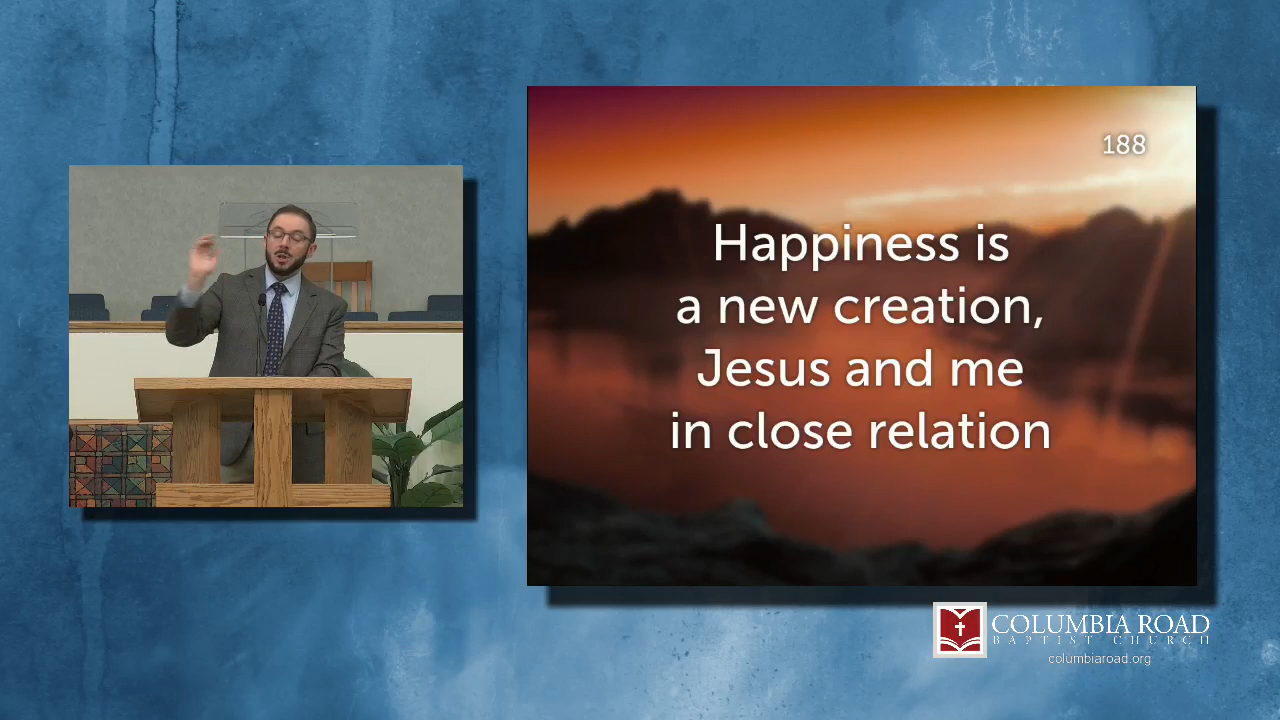 188
Happiness is
a new creation,
Jesus and me
in close relation
COLUMBIA ROAD
BAPTIST CHURCH
columbiaroad.org